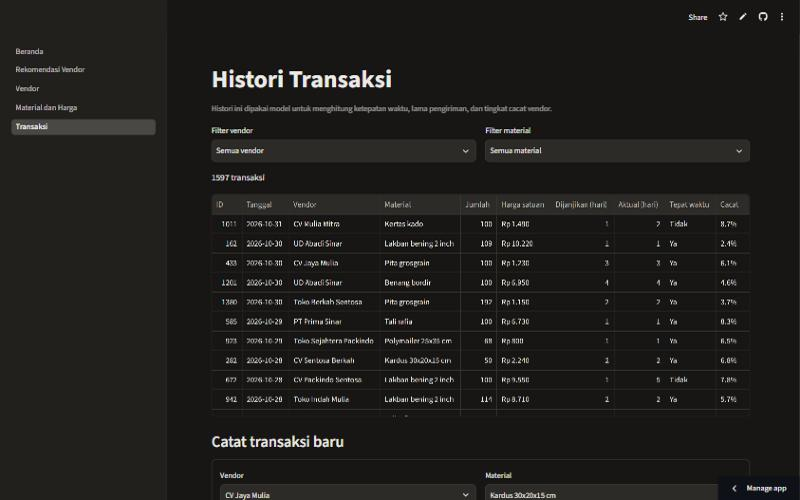 Share
Beranda
Rekomendasi Vendor
Vendor
Material dan Harga
Transaksi
Histori Transaksi
Histori ini dipakai model untuk menghitung ketepatan waktu, lama pengiriman, dan tingkat cacat vendor.
Filter vendor Filter material
Semua vendor Semua material
1597 transaksi
ID Tanggal Vendor Material Jumlah Harga satuan Dijanjikan (hari) Aktual (hari) Tepat waktu Cacat
1011 2026-10-31 CV Mulia Mitra Kertas kado 100 Rp 1.490 1 2 Tidak 8.7%
162 2026-10-30 UD Abadi Sinar Lakban bening 2 inch 109 Rp 10.220 1 1 Ya 2.4%
433 2026-10-30 CV Jaya Mulia Pita grosgrain 100 Rp 1.230 3 3 Ya 6.1%
1201 2026-10-30 UD Abadi Sinar Benang bordir 100 Rp 6.950 4 4 Ya 4.6%
1380 2026-10-30 Toko Berkah Sentosa Pita grosgrain 192 Rp 1.150 2 2 Ya 3.7%
585 2026-10-29 PT Prima Sinar Tali rafia 100 Rp 6.730 1 1 Ya 0.3%
923 2026-10-29 Toko Sejahtera Packindo Polymailer 25x35 cm 68 Rp 800 1 1 Ya 6.5%
282 2026-10-29 CV Sentosa Berkah Kardus 30x20x15 cm 50 Rp 2.240 2 2 Ya 6.8%
672 2026-10-28 CV Packindo Sentosa Lakban bening 2 inch 100 Rp 9.550 1 5 Tidak 7.8%
942 2026-10-28 Toko Indah Mulia Lakban bening 2 inch 114 Rp 8.710 2 2 Ya 5.7%
Catat transaksi baru
Vendor Material
CV Jaya Mulia Kardus 30x20x15 cm
Manage app